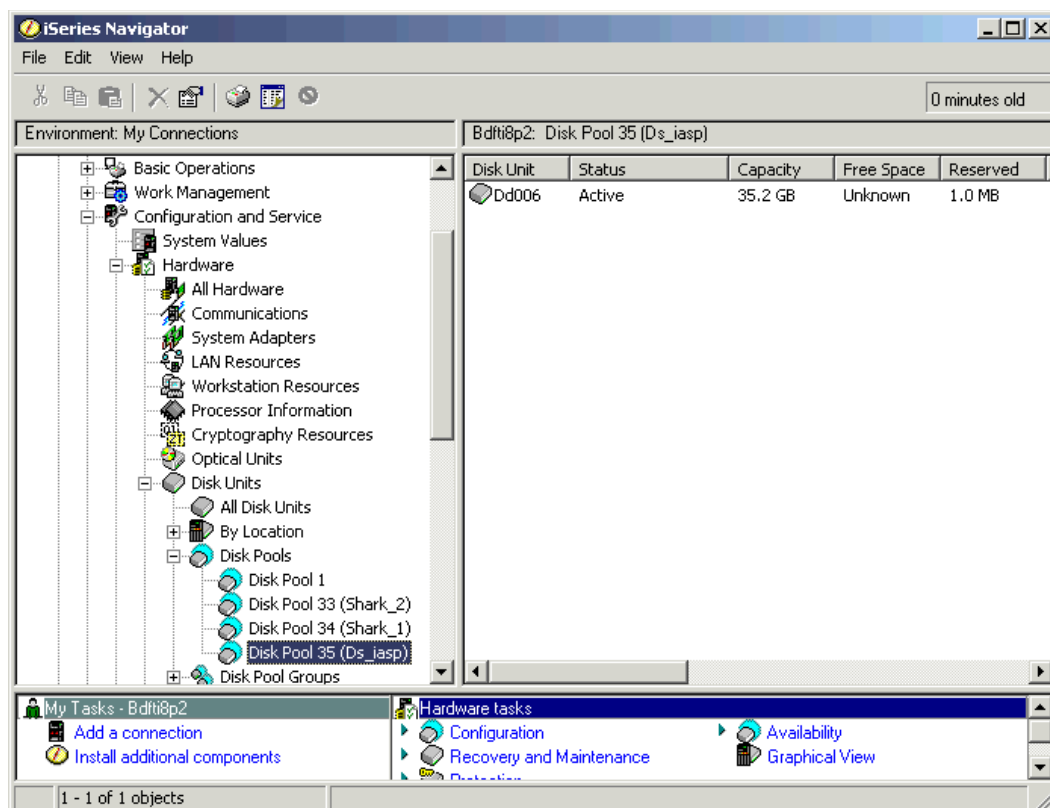 iSeries Navigator
File Edit View Help
0 minutes old
Environment: My Connections
Bdfti8p2: Disk Pool 35 (Ds_iasp)
Disk Unit Status Capacity Free Space Reserved
Dd006 Active 35.2 GB Unknown 1.0 MB
Basic Operations
Work Management
Configuration and Service
System Values
Hardware
All Hardware
Communications
System Adapters
LAN Resources
Workstation Resources
Processor Information
Cryptography Resources
Optical Units
Disk Units
All Disk Units
By Location
Disk Pools
Disk Pool 1
Disk Pool 33 (Shark_2)
Disk Pool 34 (Shark_1)
Disk Pool 35 (Ds_iasp)
Disk Pool Groups
My Tasks - Bdfti8p2
Add a connection
Install additional components
Hardware tasks
Configuration
Availability
Recovery and Maintenance
Graphical View
Protection
1 - 1 of 1 objects